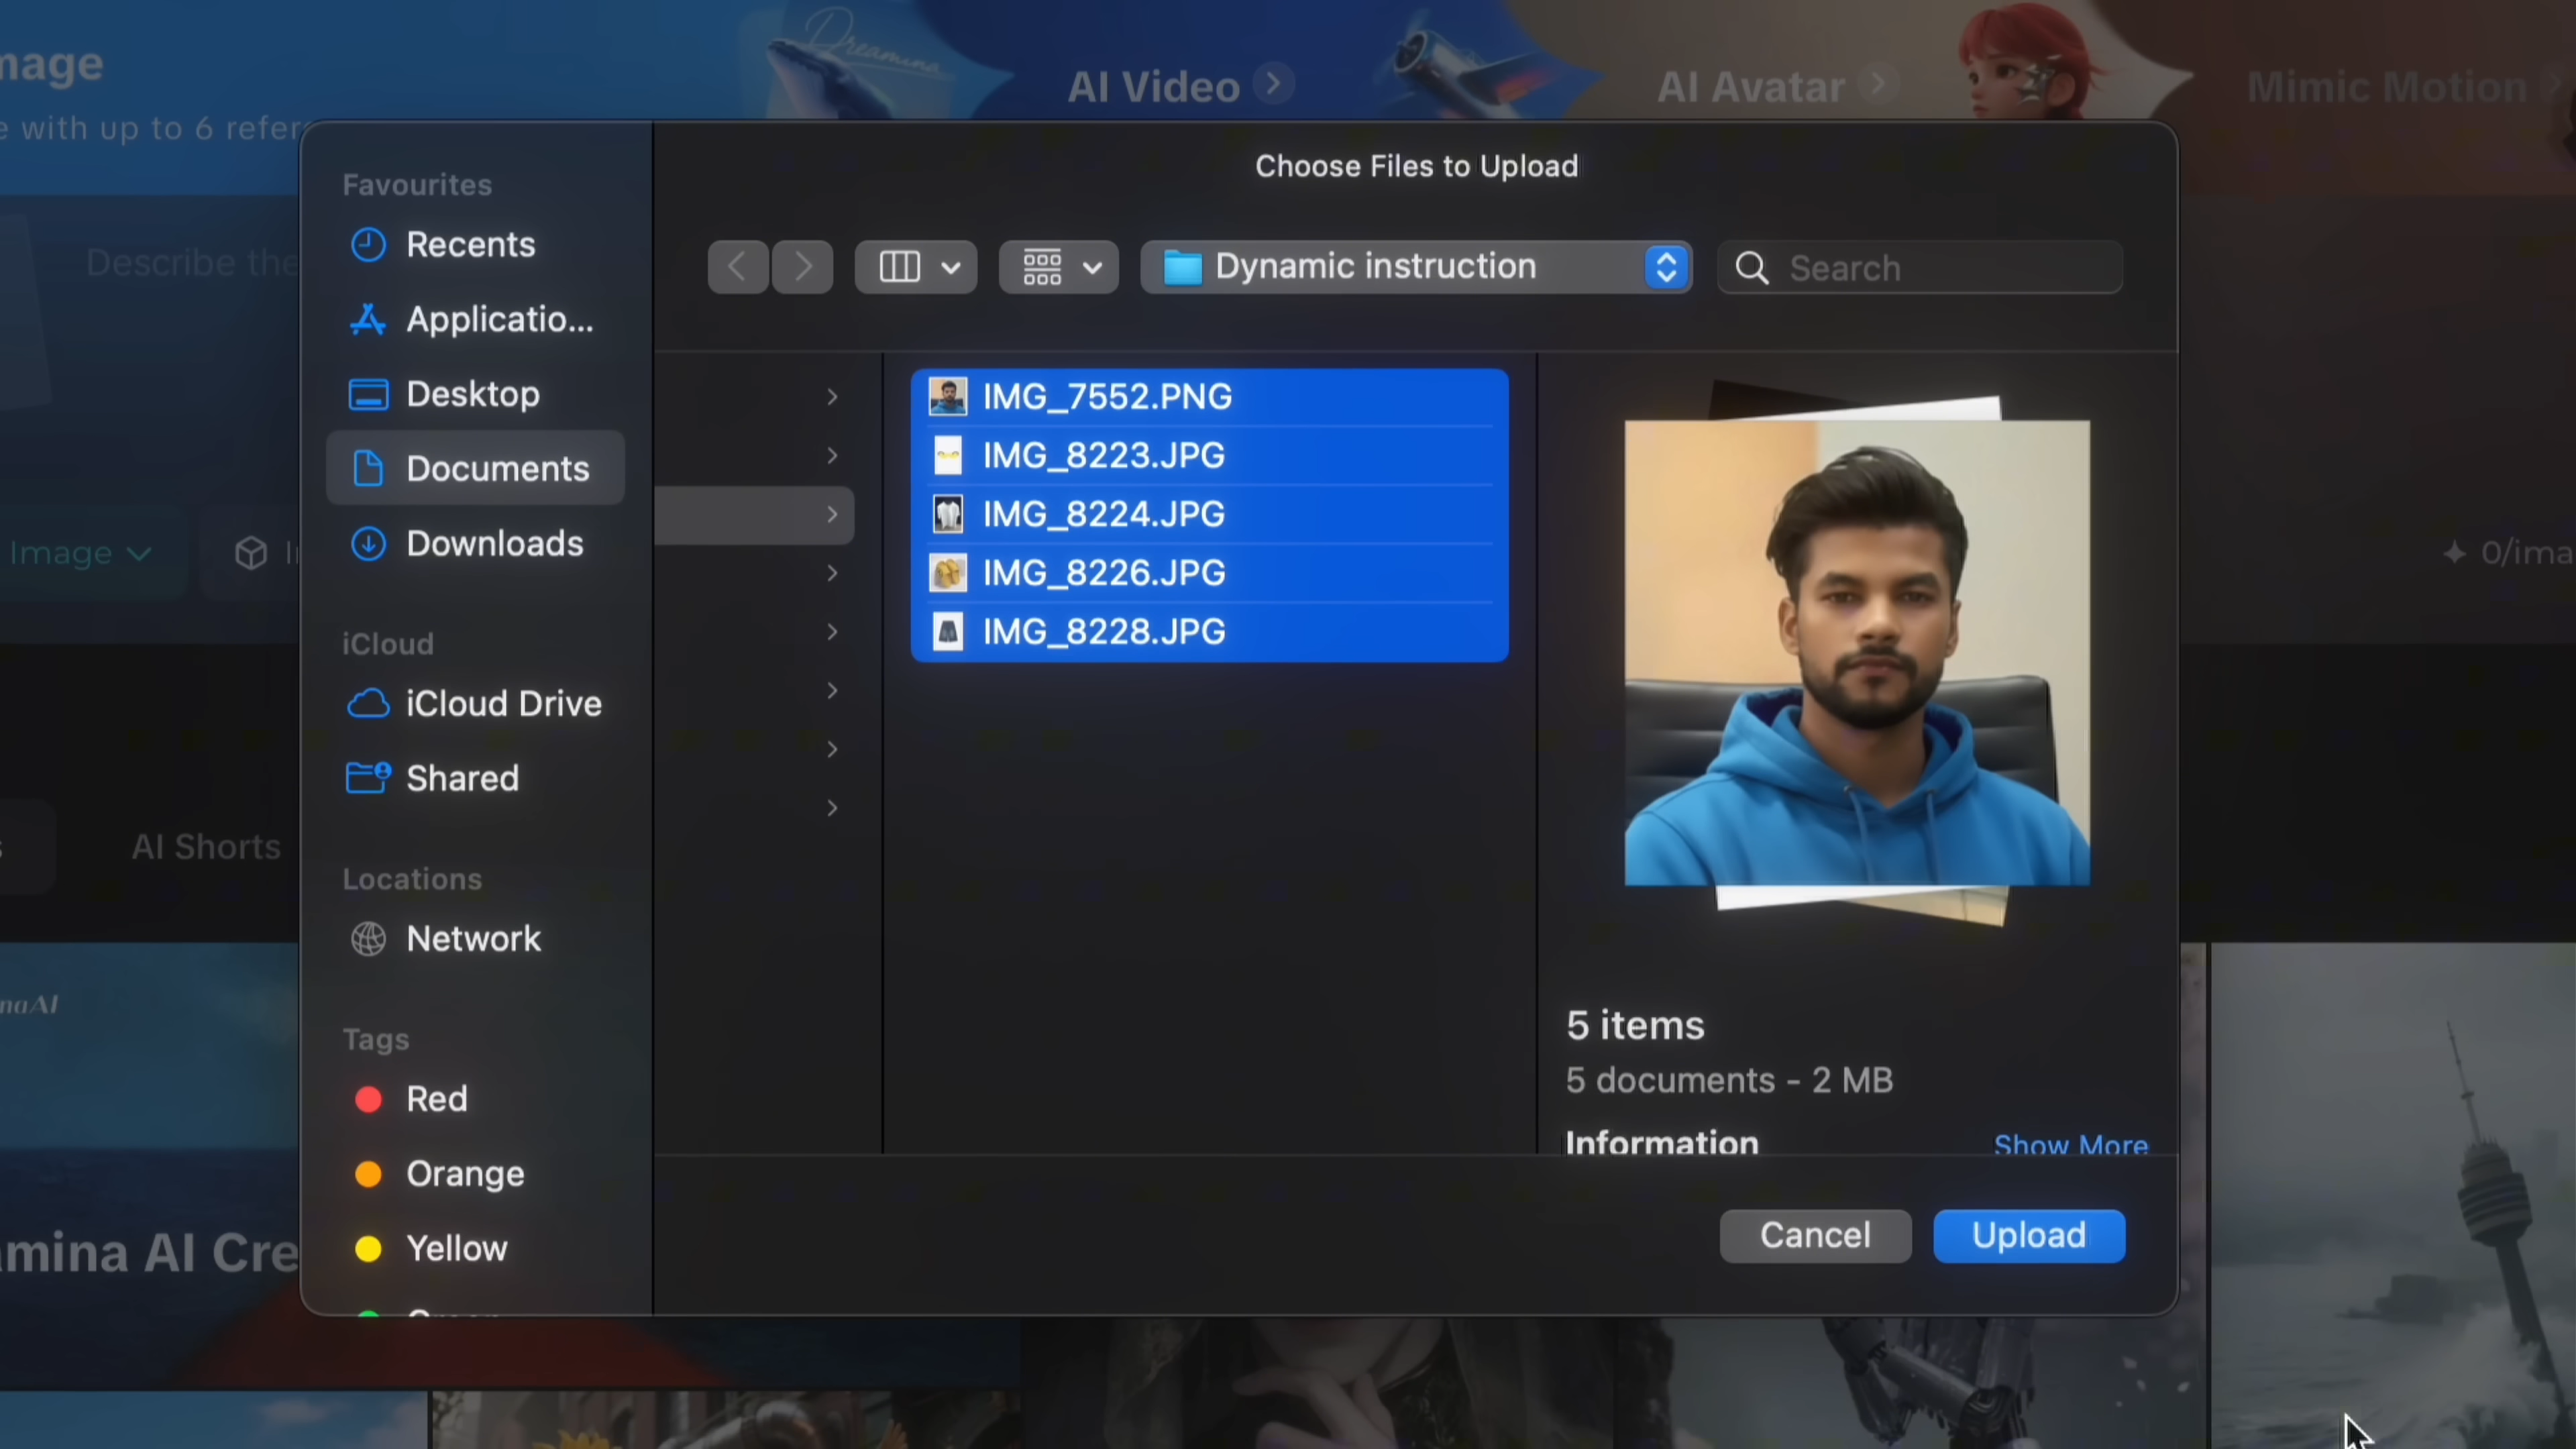 mage
Dreamina
AI Video
AI Avatar
Mimic Motion
e with up to 6 refer
Choose Files to Upload
Favourites
Recents
Applicatio...
Desktop
Documents
Downloads
iCloud
iCloud Drive
Shared
Locations
Network
Tags
Red
Orange
Yellow
Dynamic instruction
Search
IMG_7552.PNG
IMG_8223.JPG
IMG_8224.JPG
IMG_8226.JPG
IMG_8228.JPG
5 items
5 documents - 2 MB
Information
Show More
Cancel
Upload
Describe the
Image
0/ima
AI Shorts
naAI
mina AI Cre